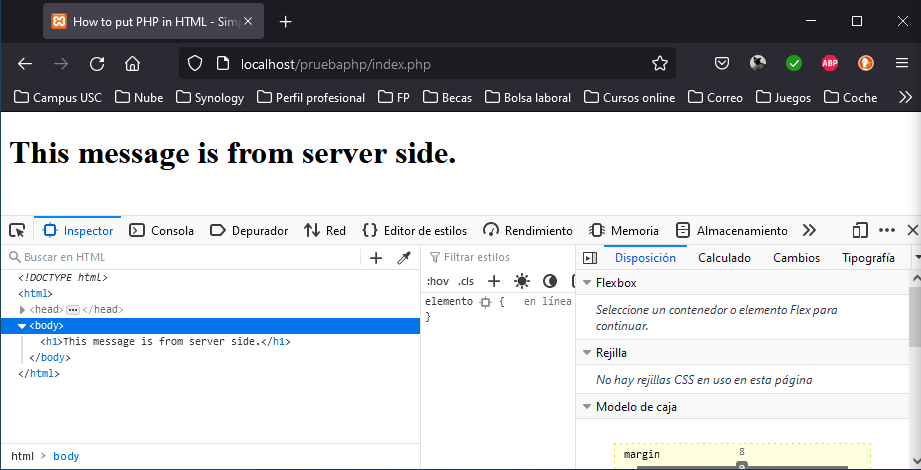 How to put PHP in HTML - Simp
localhost/pruebaphp/index.php
ABP
Campus USC Nube Synology Perfil profesional FP Becas Bolsa laboral Cursos online Correo Juegos Coche
This message is from server side.
Inspector Consola Depurador Red Editor de estilos Rendimiento Memoria Almacenamiento
Buscar en HTML
<!DOCTYPE html>
<html>
<head> </head>
<body>
<h1>This message is from server side.</h1>
</body>
</html>
html > body
Filtrar estilos
:hov .cls
elemento { en línea
}
Disposición Calculado Cambios Tipografía
Flexbox
Seleccione un contenedor o elemento Flex para
continuar.
Rejilla
No hay rejillas CSS en uso en esta página
Modelo de caja
margin 8